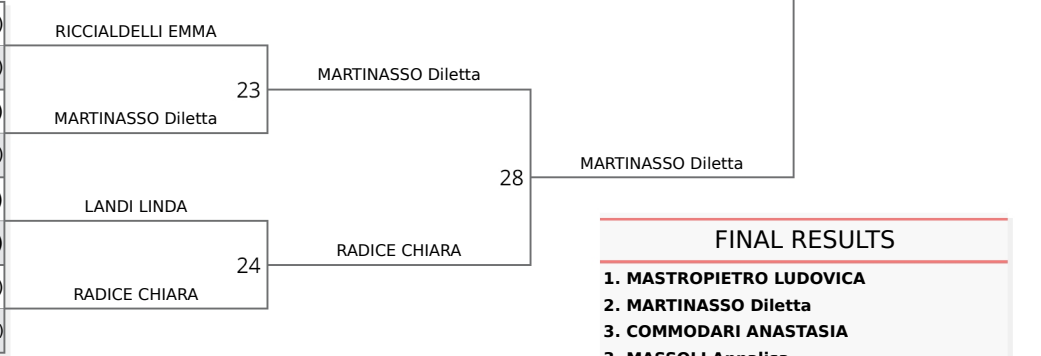 RICCIALDELLI EMMA
23
MARTINASSO Diletta
MARTINASSO Diletta
28
MARTINASSO Diletta
LANDI LINDA
24
RADICE CHIARA
RADICE CHIARA
FINAL RESULTS
1. MASTROPIETRO LUDOVICA
2. MARTINASSO Diletta
3. COMMODARI ANASTASIA